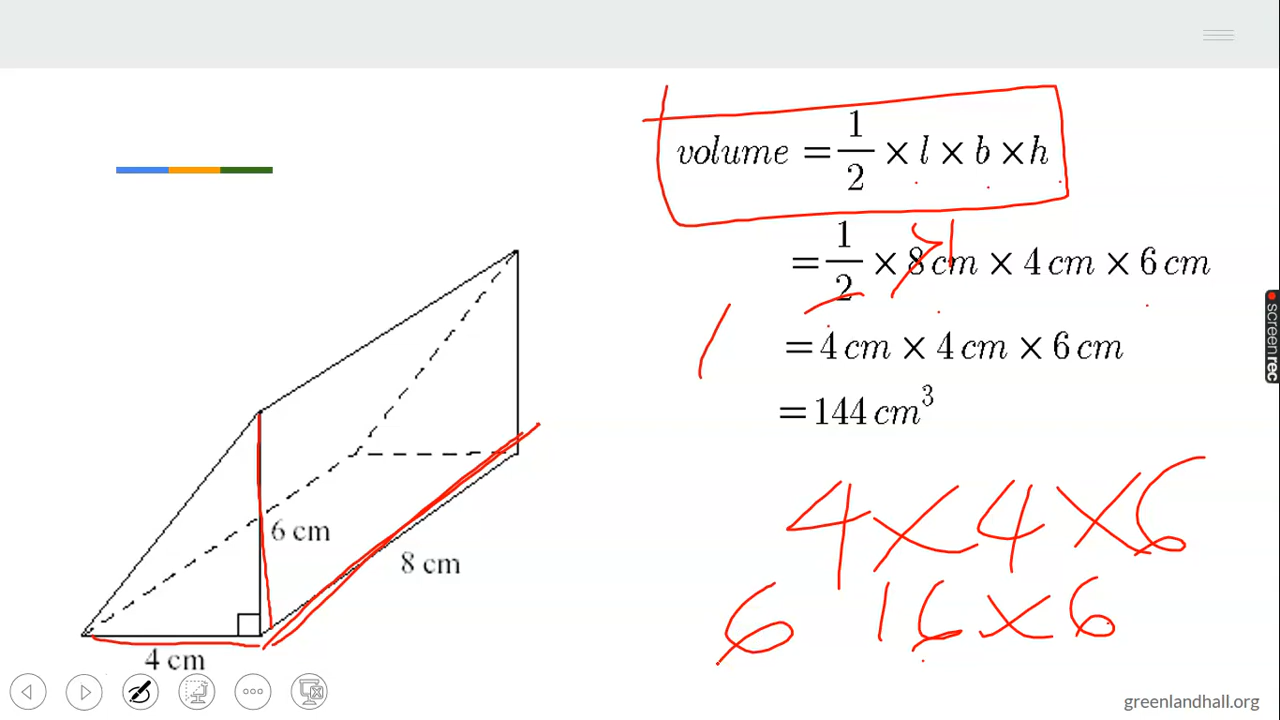 volume = 1/2 × l × b × h
= 1/2 × 8 cm × 4 cm × 6 cm
= 4 cm × 4 cm × 6 cm
= 144 cm³
6 cm
8 cm
4 cm
4 × 4 × 6
6 16 × 6
screenrec
greenlandhall.org